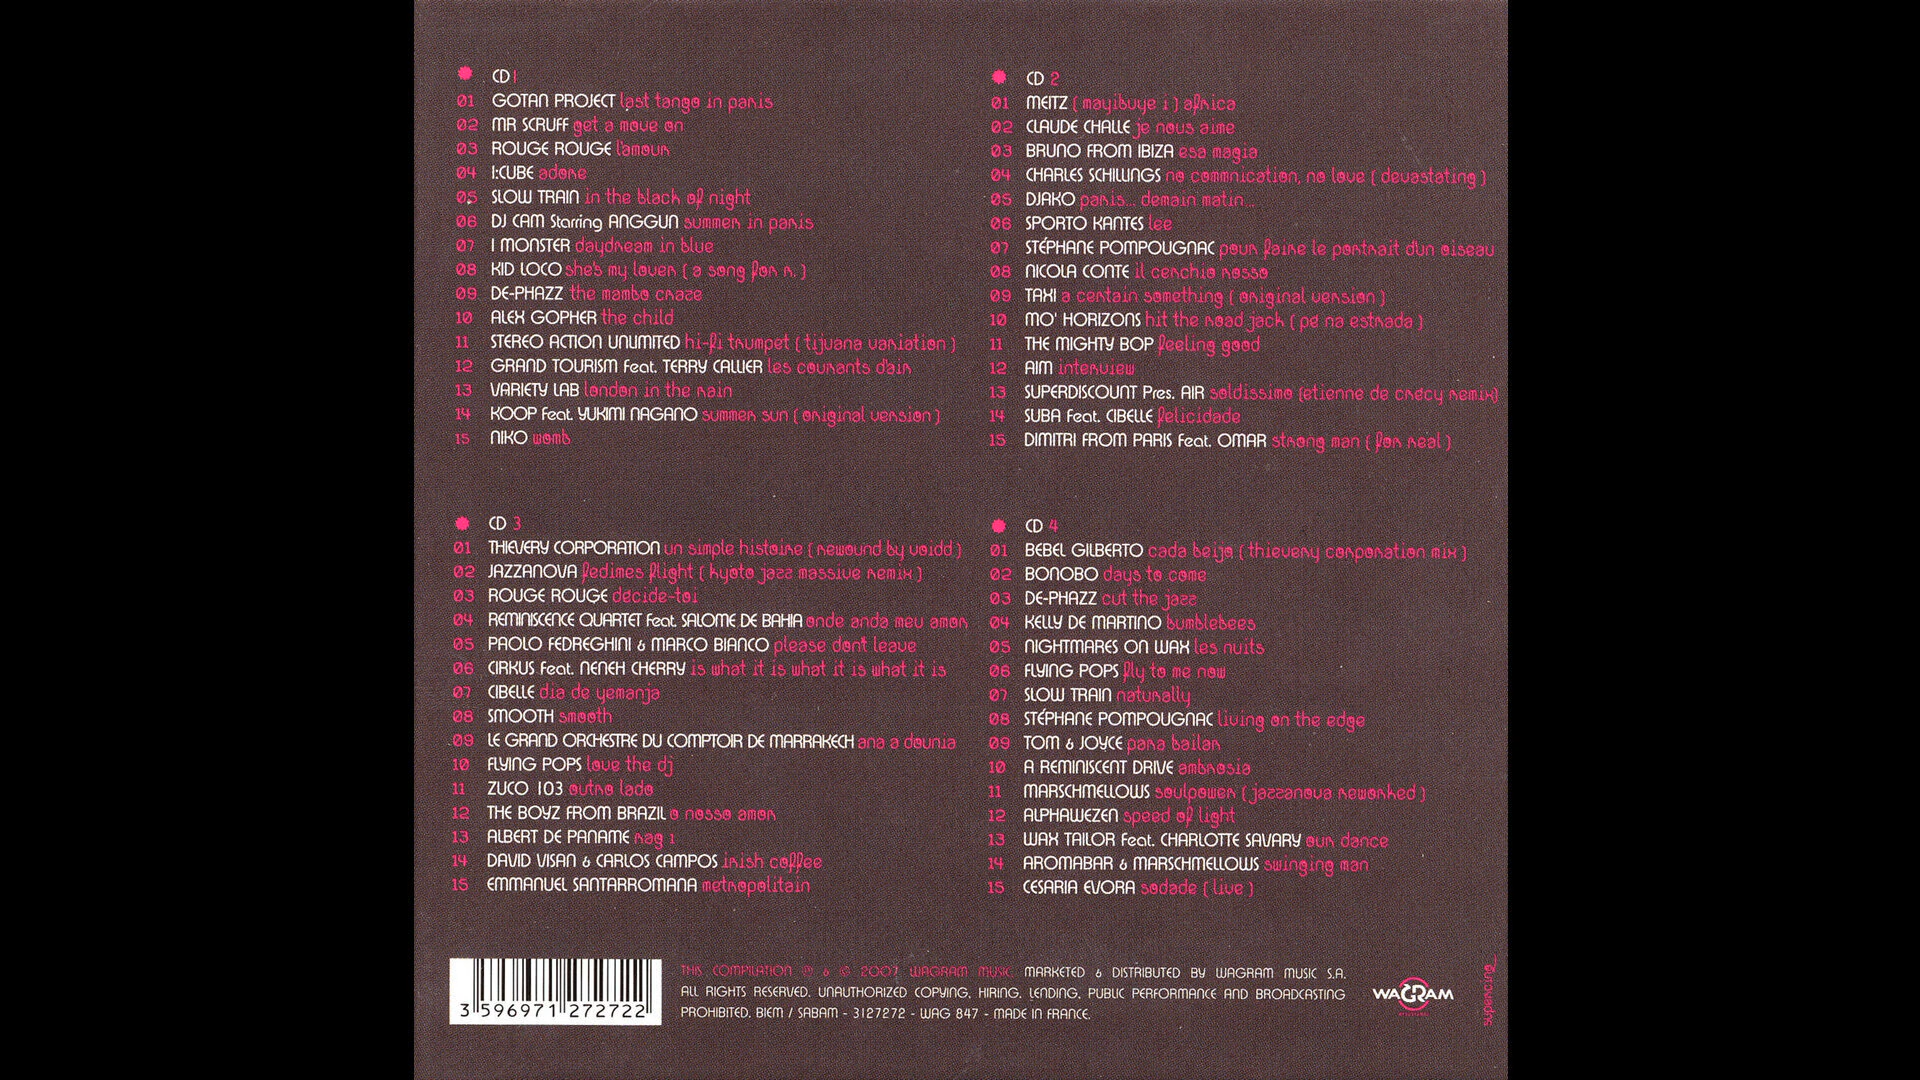 CD 1
01 GOTAN PROJECT last tango in paris
02 MR SCRUFF get a move on
03 ROUGE ROUGE l'amour
04 I:CUBE adore
05 SLOW TRAIN in the black of night
06 DJ CAM Starring ANGGUN summer in paris
07 I MONSTER daydream in blue
08 KID LOCO she's my lover ( a song for r. )
09 DE-PHAZZ the mambo craze
10 ALEX GOPHER the child
11 STEREO ACTION UNLIMITED hi-fi trumpet ( tijuana variation )
12 GRAND TOURISM feat. TERRY CALLIER les courants d'air
13 VARIETY LAB london in the rain
14 KOOP feat. YUKIMI NAGANO summer sun ( original version )
15 NIKO womb
CD 2
01 MEITZ ( mayibuye i ) africa
02 CLAUDE CHALLE je nous aime
03 BRUNO FROM IBIZA esa magia
04 CHARLES SCHILLINGS no commnication, no love ( devastating )
05 DJAKO paris... demain matin...
06 SPORTO KANTES lee
07 STÉPHANE POMPOUGNAC pour faire le portrait d'un oiseau
08 NICOLA CONTE il cerchio rosso
09 TAXI a certain something ( original version )
10 MO' HORIZONS hit the road jack ( pé na estrada )
11 THE MIGHTY BOP feeling good
12 AIM interview
13 SUPERDISCOUNT Pres. AIR soldissimo (etienne de crécy remix)
14 SUBA feat. CIBELLE felicidade
15 DIMITRI FROM PARIS feat. OMAR strong man ( for real )
CD 3
01 THIEVERY CORPORATION un simple histoire ( rewound by voidd )
02 JAZZANOVA fedimes flight ( kyoto jazz massive remix )
03 ROUGE ROUGE décide-toi
04 REMINISCENCE QUARTET feat. SALOME DE BAHIA onde anda meu amor
05 PAOLO FEDREGHINI & MARCO BIANCO please don't leave
06 CIRKUS feat. NENEH CHERRY is what it is what it is what it is
07 CIBELLE dia de yemanja
08 SMOOTH smooth
09 LE GRAND ORCHESTRE DU COMPTOIR DE MARRAKECH ana a dounia
10 FLYING POPS love the dj
11 ZUCO 103 outro lado
12 THE BOYZ FROM BRAZIL o nosso amor
13 ALBERT DE PANAME rag 1
14 DAVID VISAN & CARLOS CAMPOS irish coffee
15 EMMANUEL SANTARROMANA metropolitain
CD 4
01 BEBEL GILBERTO cada beijo ( thievery corporation mix )
02 BONOBO days to come
03 DE-PHAZZ cut the jazz
04 KELLY DE MARTINO bumblebees
05 NIGHTMARES ON WAX les nuits
06 FLYING POPS fly to me now
07 SLOW TRAIN naturally
08 STÉPHANE POMPOUGNAC living on the edge
09 TOM & JOYCE para bailar
10 A REMINISCENT DRIVE ambrosia
11 MARSCHMELLOWS soulpower ( jazzanova reworked )
12 ALPHAWEZEN speed of light
13 WAX TAILOR feat. CHARLOTTE SAVARY our dance
14 AROMABAR & MARSCHMELLOWS swinging man
15 CESARIA EVORA sodade ( live )
3 596971 272722
THIS COMPILATION ℗ & © 2007 WAGRAM MUSIC. MARKETED & DISTRIBUTED BY WAGRAM MUSIC S.A.
ALL RIGHTS RESERVED. UNAUTHORIZED COPYING, HIRING, LENDING, PUBLIC PERFORMANCE AND BROADCASTING
PROHIBITED. BIEM / SABAM - 3127272 - WAG 847 - MADE IN FRANCE.
WAGRAM